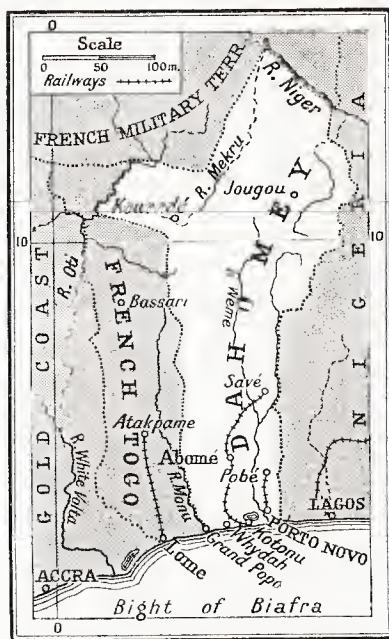 0
Scale
0 50 100 m.
Railways
FRENCH MILITARY TERR.
R. Niger
R. Mekru
Jougou
Kouandé
NIGERIA
10
10
GOLD COAST
R. Oti
FRENCH TOGO
Bassari
DAHOMEY
R. Weme
Savé
Atakpame
Abomé
Pobé
R. White Volta
R. Monu
LAGOS
PORTO NOVO
Kotonu
Whydah
Grand Popo
Lome
ACCRA
Bight of Biafra
0